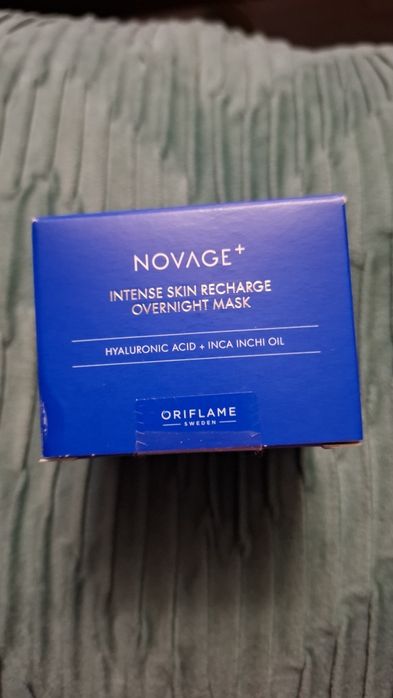 NOVAGE+
INTENSE SKIN RECHARGE
OVERNIGHT MASK
HYALURONIC ACID + INCA INCHI OIL
ORIFLAME
SWEDEN